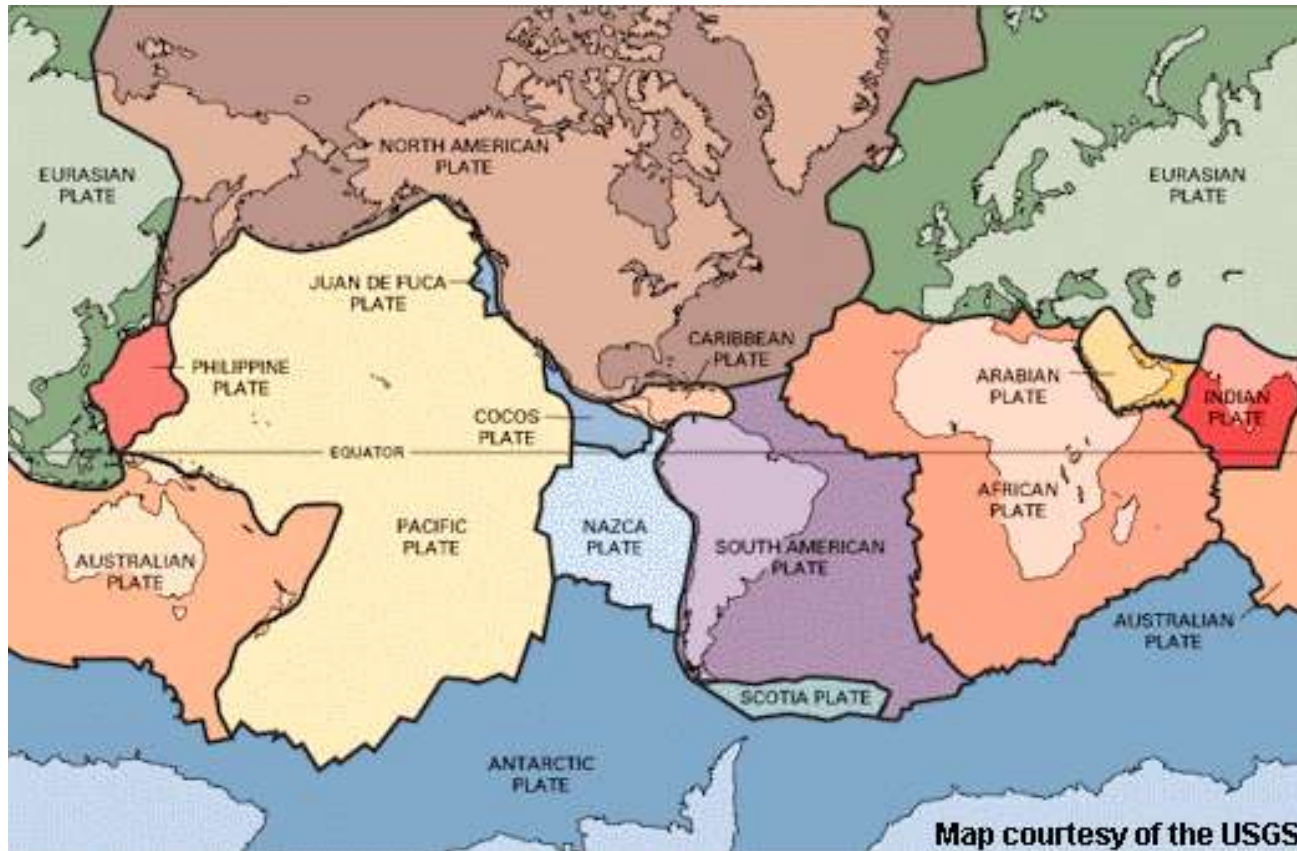 NORTH AMERICAN
PLATE
EURASIAN
PLATE
EURASIAN
PLATE
JUAN DE FUCA
PLATE
CARIBBEAN
PLATE
PHILIPPINE
PLATE
ARABIAN
PLATE
INDIAN
PLATE
COCOS
PLATE
EQUATOR
AFRICAN
PLATE
PACIFIC
PLATE
NAZCA
PLATE
SOUTH AMERICAN
PLATE
AUSTRALIAN
PLATE
AUSTRALIAN
PLATE
SCOTIA PLATE
ANTARCTIC
PLATE
Map courtesy of the USGS